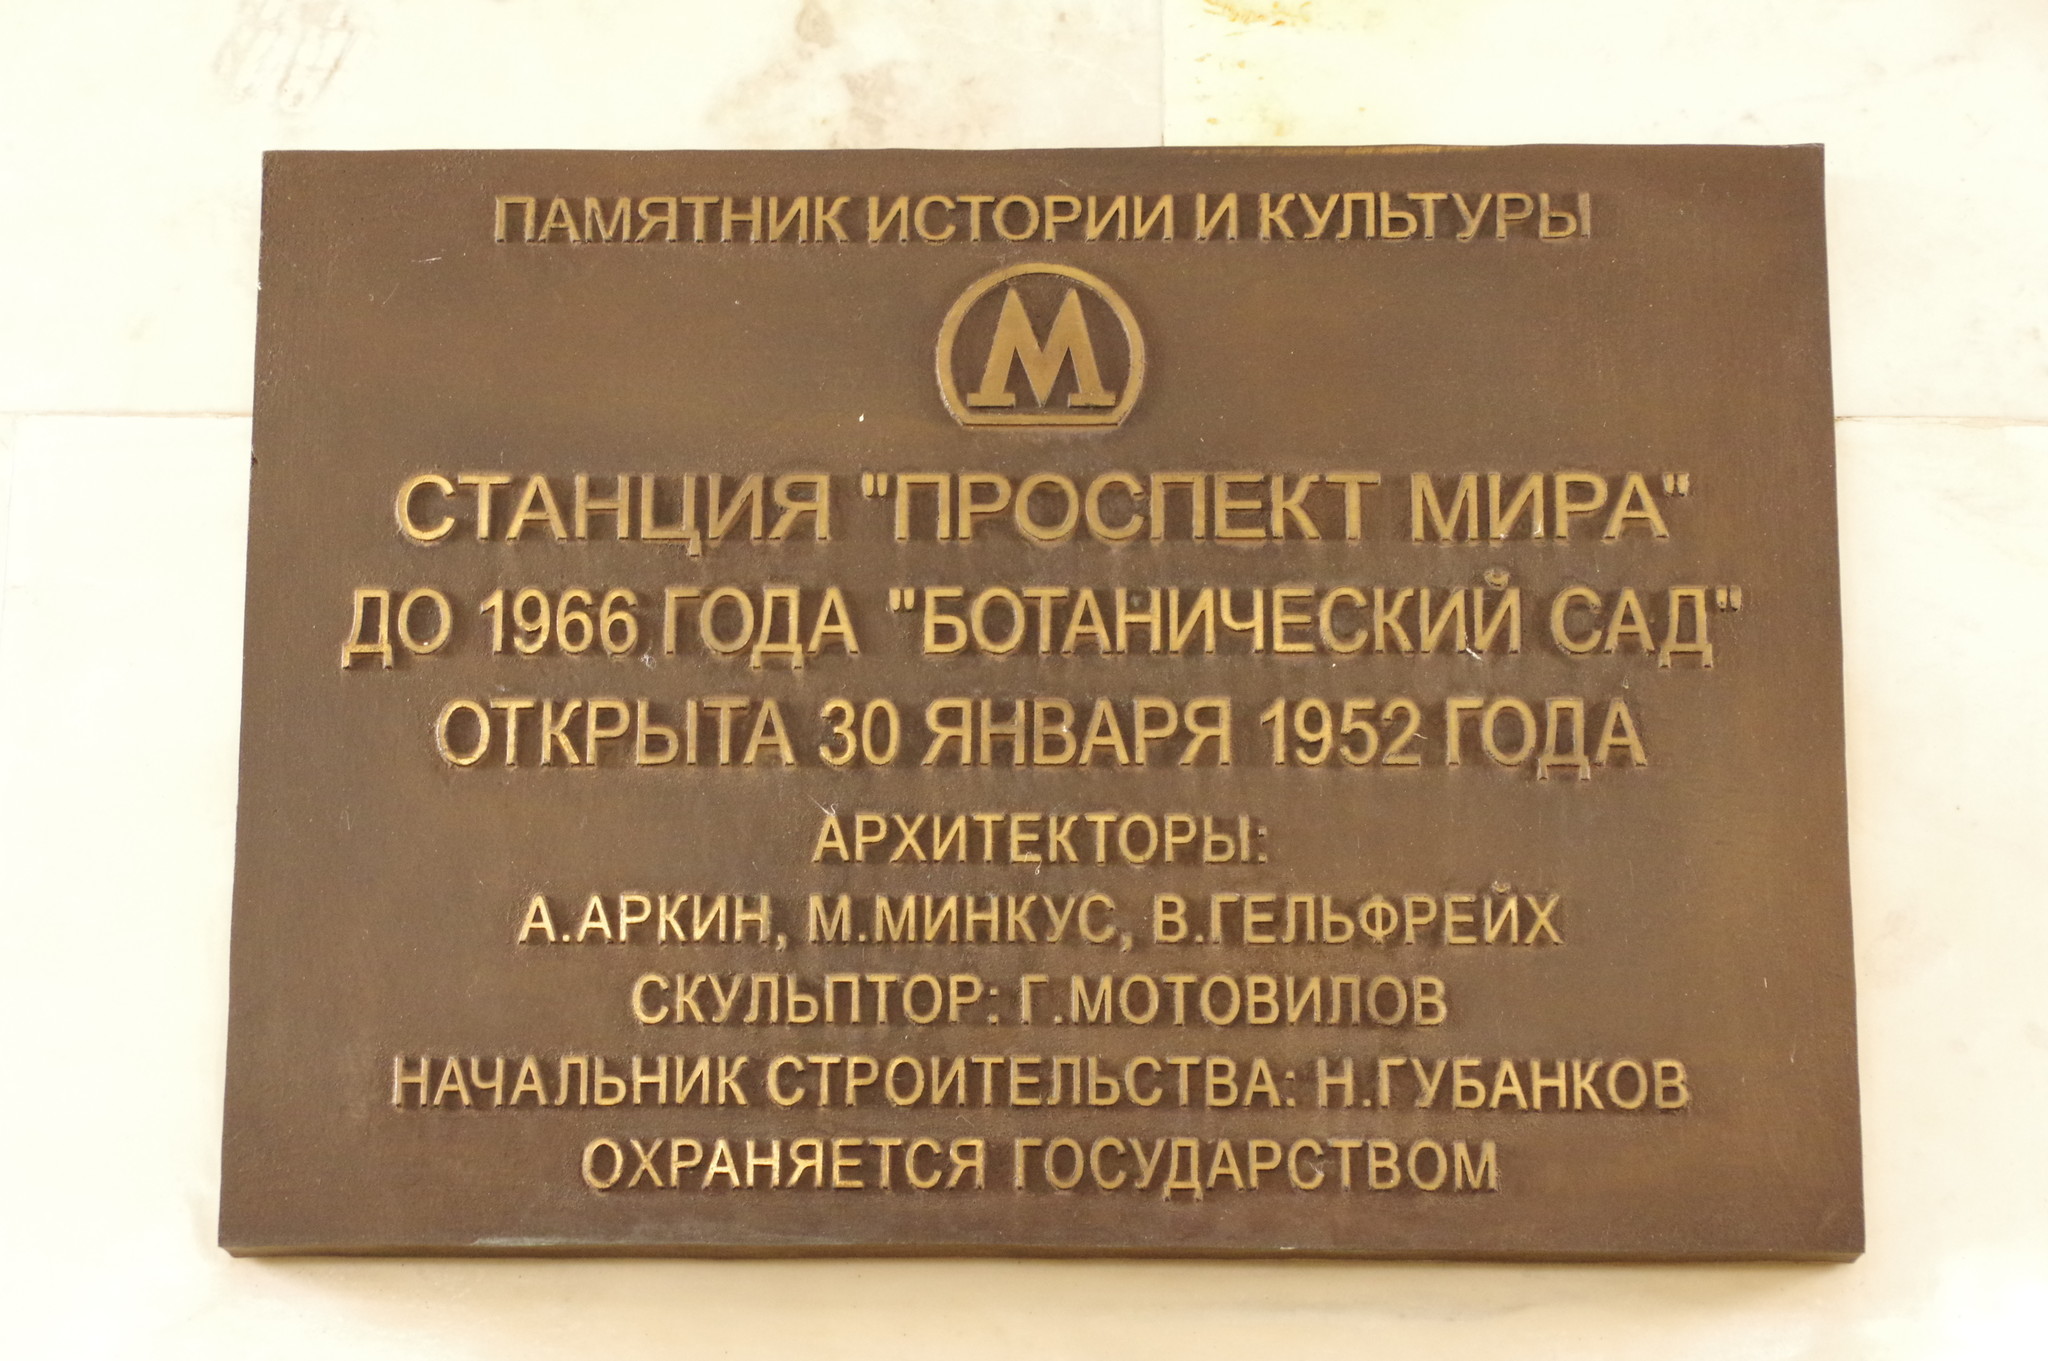 ПАМЯТНИК ИСТОРИИ И КУЛЬТУРЫ
М
СТАНЦИЯ "ПРОСПЕКТ МИРА"
ДО 1966 ГОДА "БОТАНИЧЕСКИЙ САД"
ОТКРЫТА 30 ЯНВАРЯ 1952 ГОДА
АРХИТЕКТОРЫ:
А.АРКИН, М.МИНКУС, В.ГЕЛЬФРЕЙХ
СКУЛЬПТОР: Г.МОТОВИЛОВ
НАЧАЛЬНИК СТРОИТЕЛЬСТВА: Н.ГУБАНКОВ
ОХРАНЯЕТСЯ ГОСУДАРСТВОМ